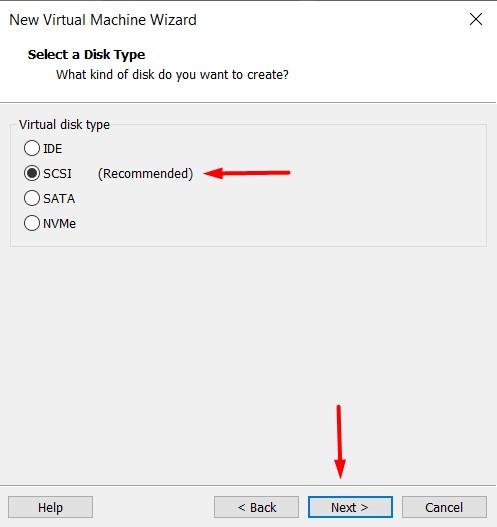 New Virtual Machine Wizard
Select a Disk Type
What kind of disk do you want to create?
Virtual disk type
IDE
SCSI (Recommended)
SATA
NVMe
Help < Back Next > Cancel